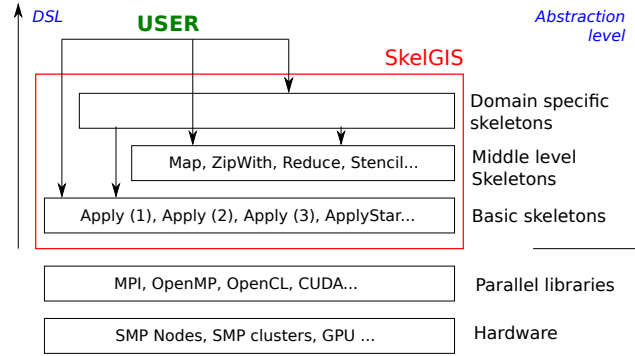 DSL
USER
Abstraction
level
SkelGIS
Domain specific
skeletons
Map, ZipWith, Reduce, Stencil...
Middle level
Skeletons
Apply (1), Apply (2), Apply (3), ApplyStar...
Basic skeletons
MPI, OpenMP, OpenCL, CUDA...
Parallel libraries
SMP Nodes, SMP clusters, GPU ...
Hardware